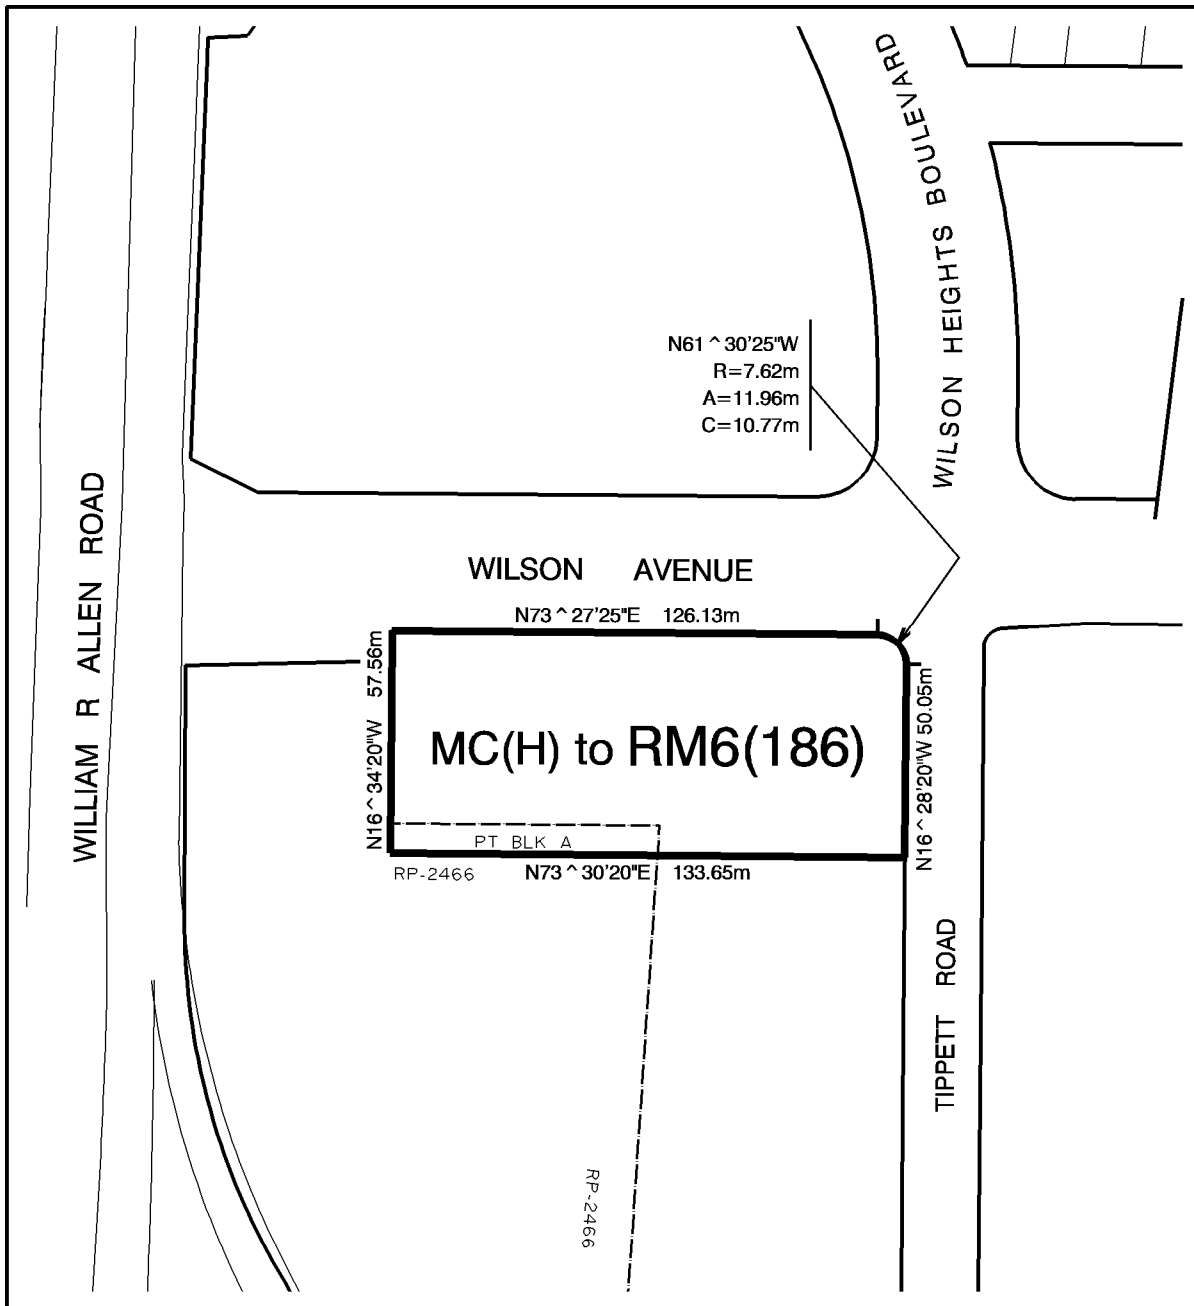 WILSON HEIGHTS BOULEVARD
N61 ^ 30'25"W
R=7.62m
A=11.96m
C=10.77m
WILLIAM R ALLEN ROAD
WILSON AVENUE
N73 ^ 27'25"E 126.13m
N16 ^ 34'20"W 57.56m
MC(H) to RM6(186)
N16 ^ 28'20"W 50.05m
PT BLK A
RP-2466
N73 ^ 30'20"E 133.65m
TIPPETT ROAD
RP-2466